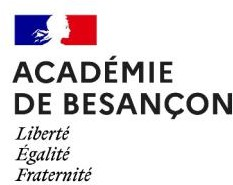 ACADÉMIE
DE BESANÇON
Liberté
Égalité
Fraternité